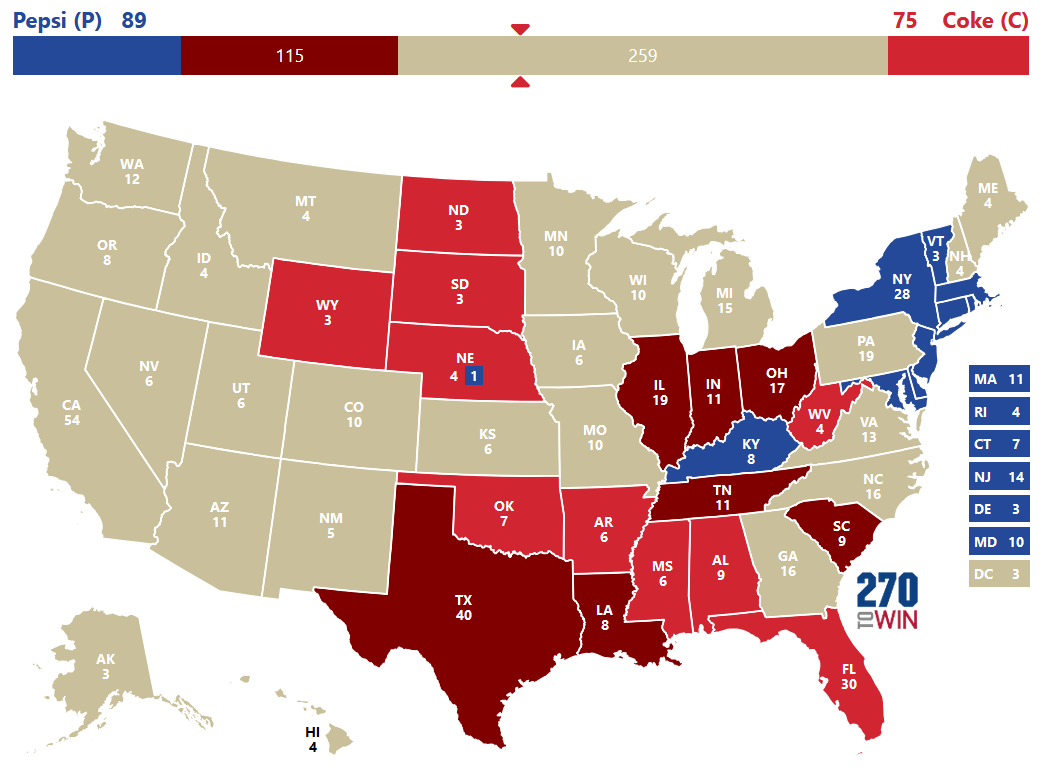 Pepsi (P) 89
75 Coke (C)
115
259
WA
12
OR
8
CA
54
NV
6
ID
4
MT
4
WY
3
UT
6
AZ
11
CO
10
NM
5
ND
3
SD
3
NE
4 1
KS
6
OK
7
TX
40
MN
10
IA
6
MO
10
AR
6
LA
8
WI
10
IL
19
MI
15
IN
11
OH
17
KY
8
TN
11
MS
6
AL
9
GA
16
FL
30
SC
9
NC
16
VA
13
WV
4
PA
19
NY
28
VT
3
NH
4
ME
4
MA 11
RI 4
CT 7
NJ 14
DE 3
MD 10
DC 3
AK
3
HI
4
270
TO
WIN